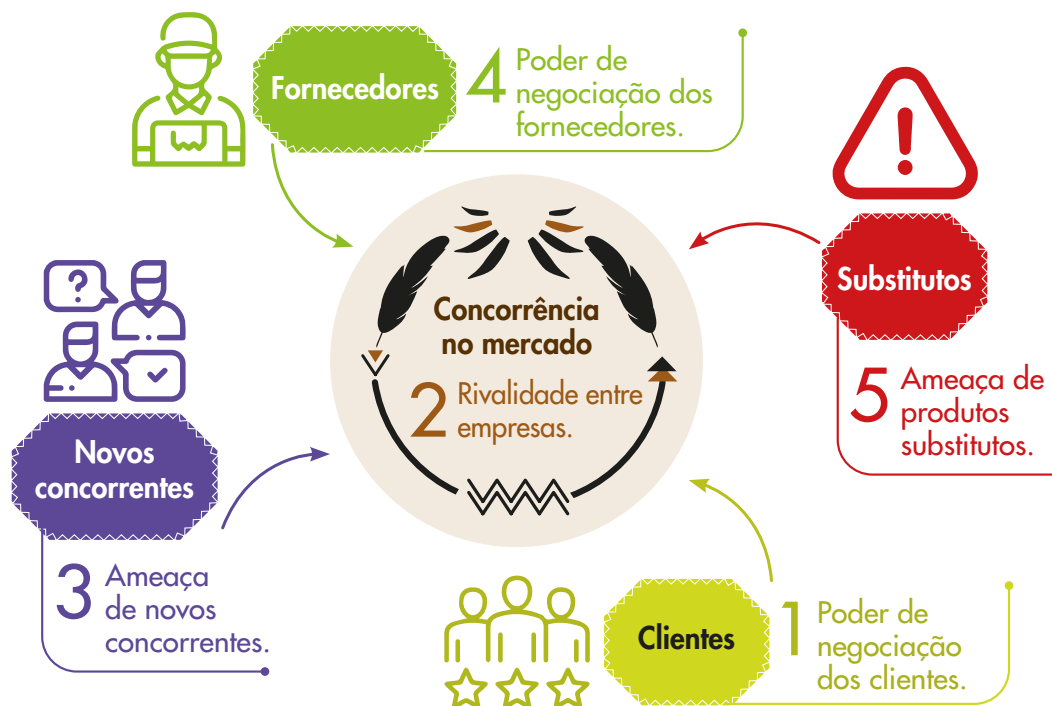 Fornecedores
4
Poder de
negociação dos
fornecedores.
Substitutos
5
Ameaça de
produtos
substitutos.
Concorrência
no mercado
2
Rivalidade entre
empresas.
Novos
concorrentes
3
Ameaça
de novos
concorrentes.
Clientes
1
Poder de
negociação
dos clientes.